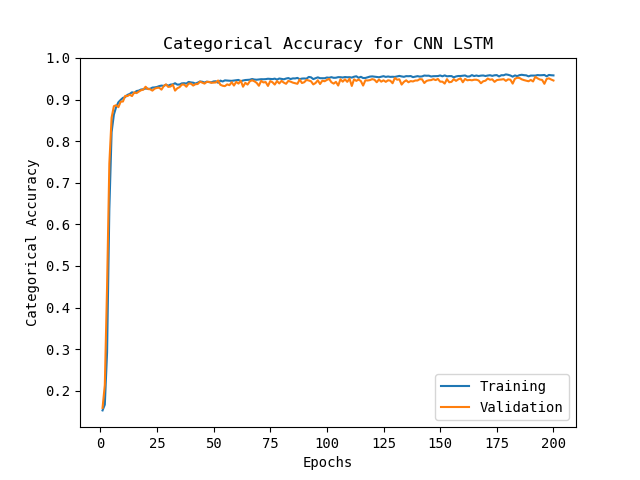 Categorical Accuracy for CNN LSTM
1.0
0.9
0.8
0.7
0.6
0.5
0.4
0.3
0.2
Categorical Accuracy
Training
Validation
0 25 50 75 100 125 150 175 200
Epochs